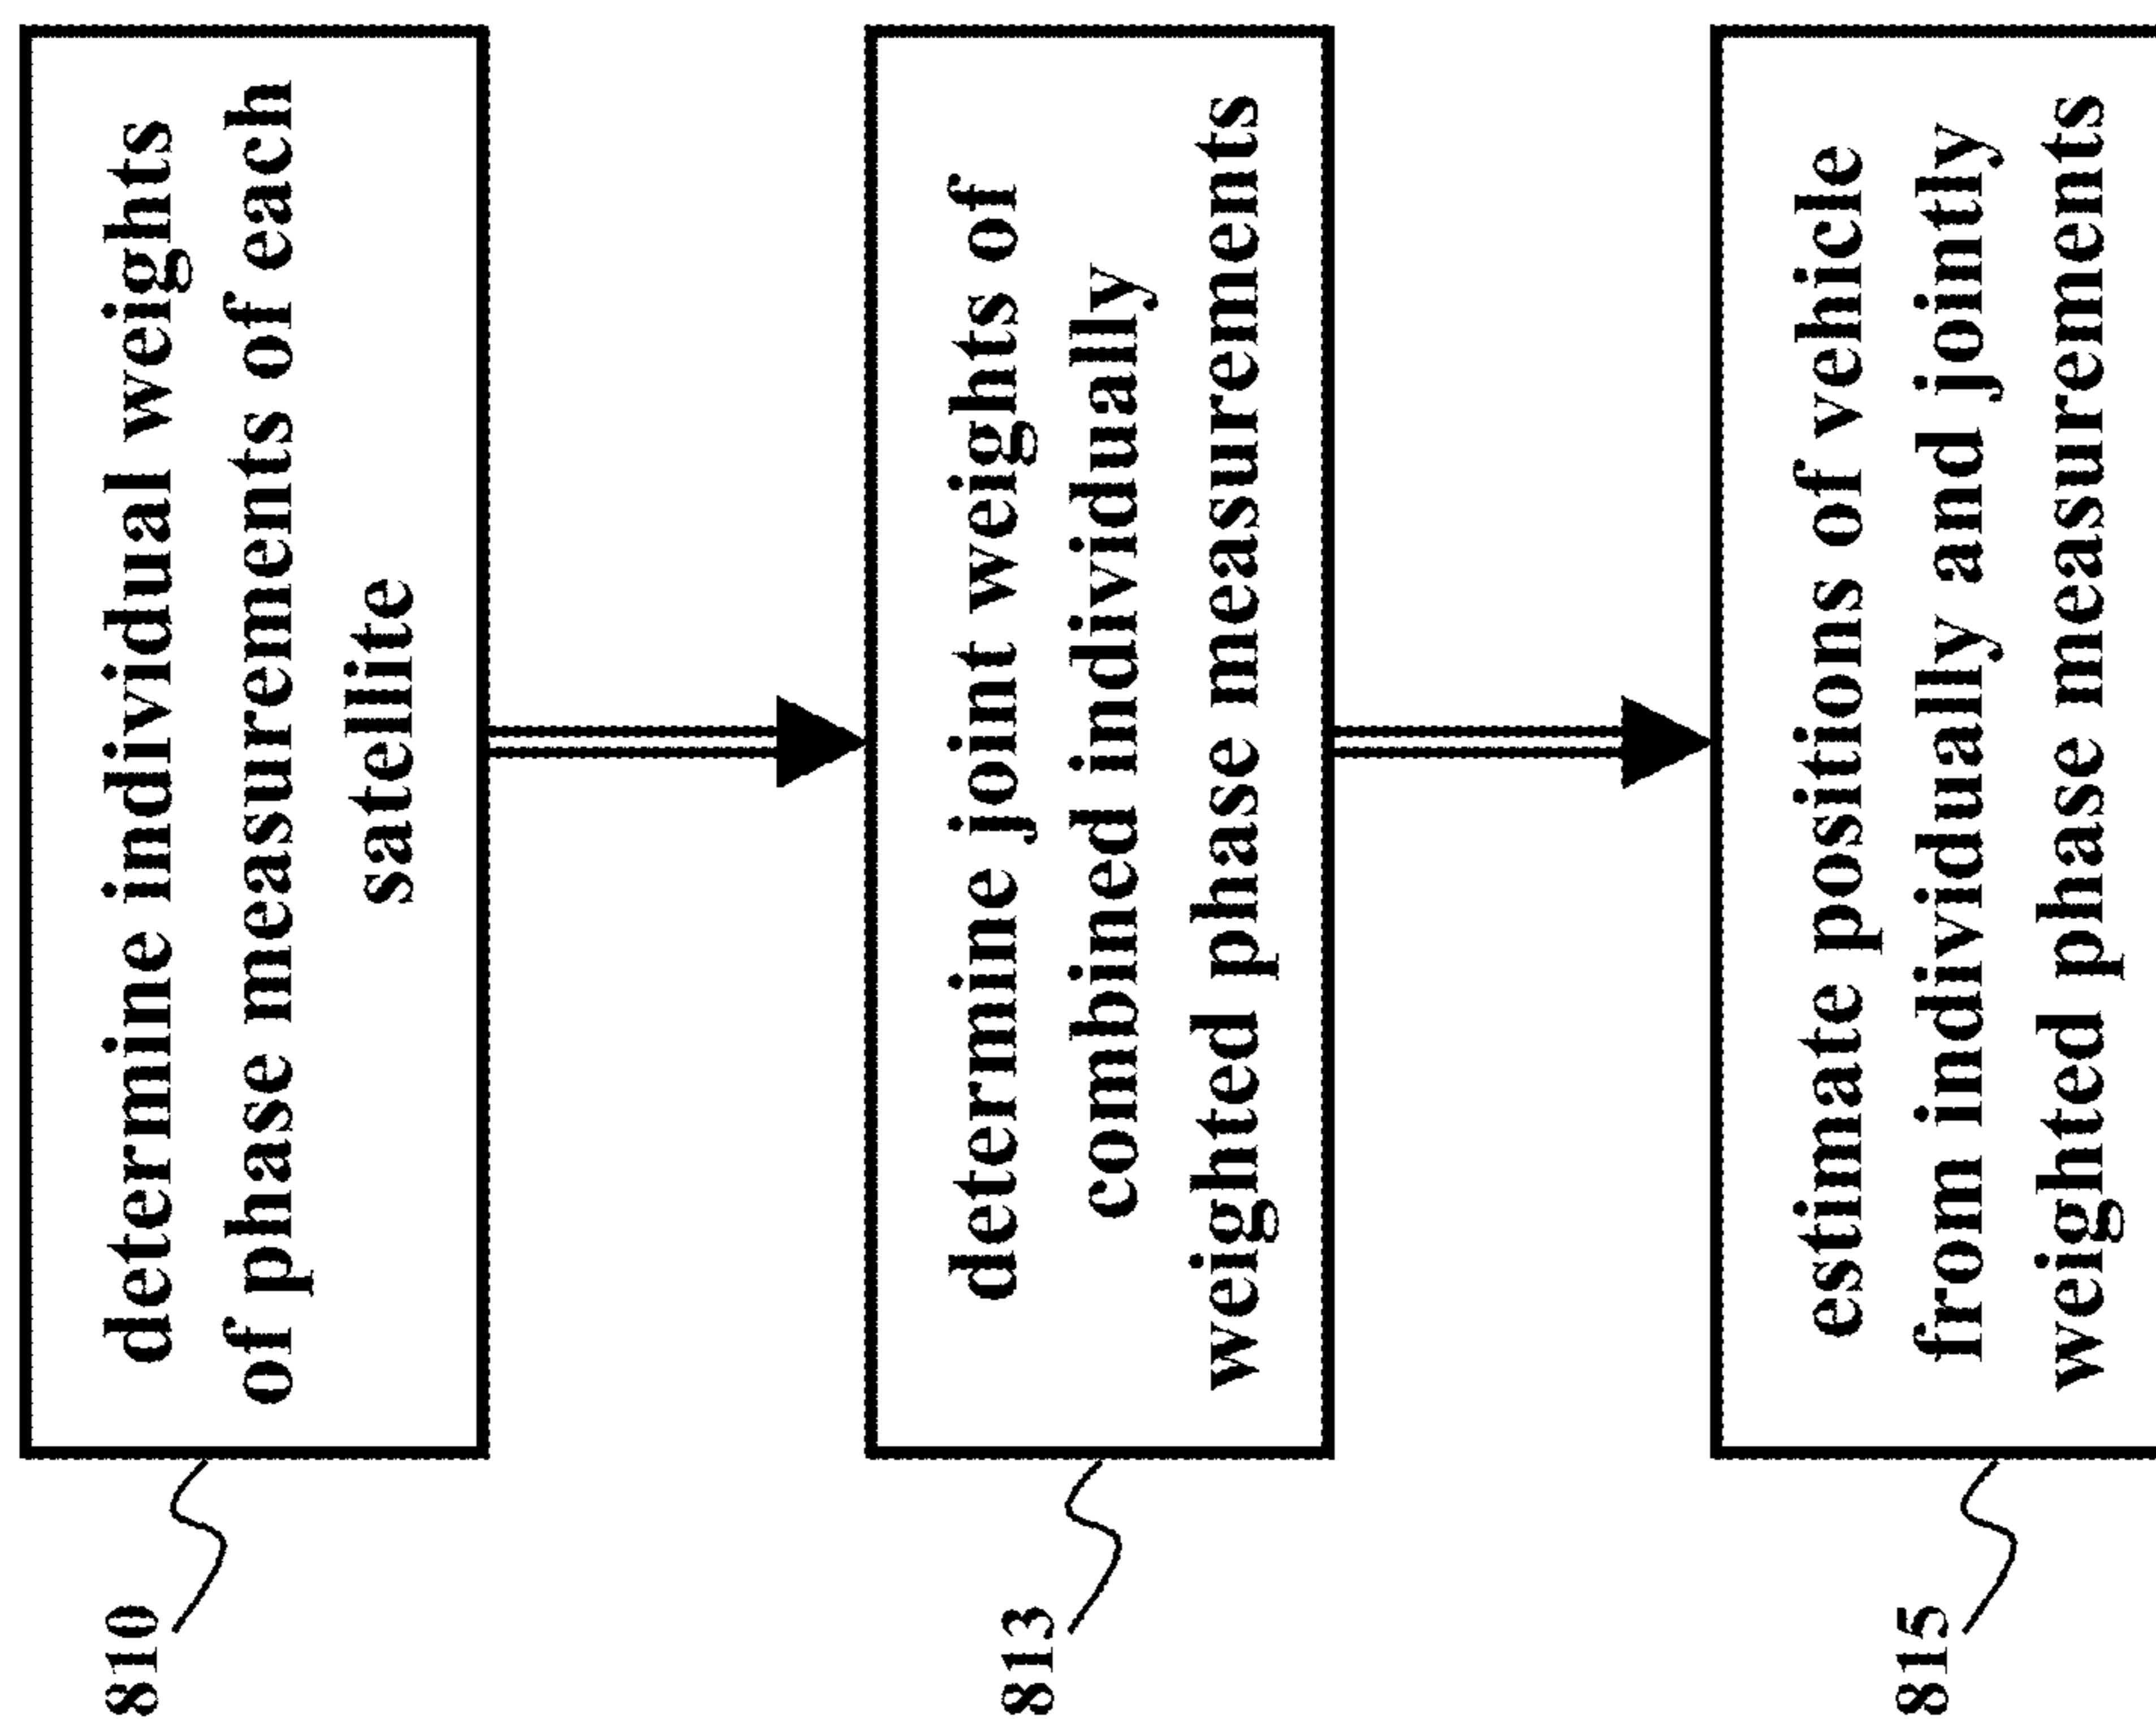 810
determine individual weights
of phase measurements of each
satellite
813
determine joint weights of
combined individually
weighted phase measurements
815
estimate positions of vehicle
from individually and jointly
weighted phase measurements